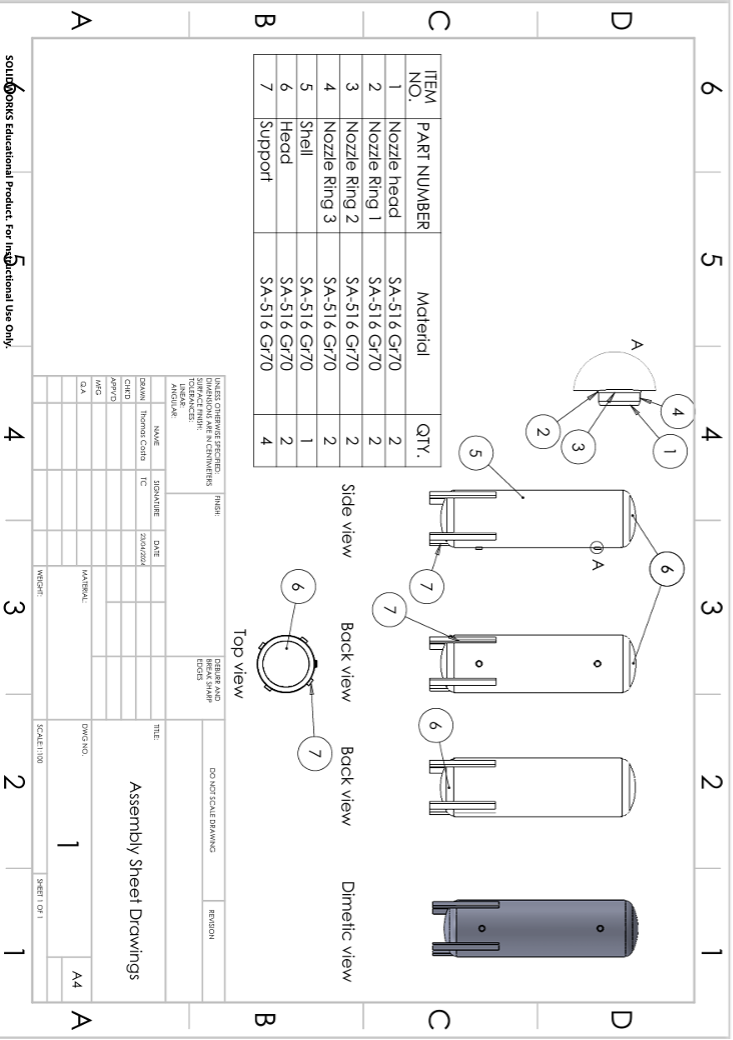 6
5
4
3
2
1
D
D
A
4
1
3
2
5
A
6
7
7
6
6
7
C
C
ITEM NO.
PART NUMBER
Material
QTY.
1 Nozzle head SA-516 Gr70 2
2 Nozzle Ring 1 SA-516 Gr70 2
3 Nozzle Ring 2 SA-516 Gr70 2
4 Nozzle Ring 3 SA-516 Gr70 2
5 Shell SA-516 Gr70 1
6 Head SA-516 Gr70 2
7 Support SA-516 Gr70 4
Side view
Back view
Back view
Dimetic view
Top view
B
B
UNLESS OTHERWISE SPECIFIED:
DIMENSIONS ARE IN CENTIMETERS
SURFACE FINISH:
TOLERANCES:
LINEAR:
ANGULAR:
FINISH:
DEBURR AND
BREAK SHARP
EDGES
DO NOT SCALE DRAWING
REVISION
NAME
SIGNATURE
DATE
DRAWN
Thomas Costa
TC
23/04/2024
CHK'D
APPV'D
MFG
Q.A
MATERIAL:
WEIGHT:
TITLE:
Assembly Sheet Drawings
DWG NO.
1
A4
SCALE:1:100
SHEET 1 OF 1
A
A
6
5
4
3
2
1
SOLIDWORKS Educational Product. For Instructional Use Only.